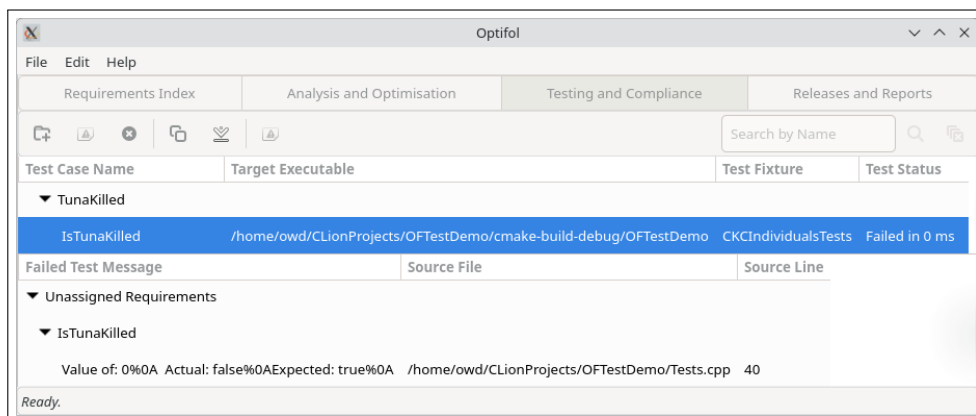 Optifol
File Edit Help
Requirements Index Analysis and Optimisation Testing and Compliance Releases and Reports
Search by Name
Test Case Name Target Executable Test Fixture Test Status
TunaKilled
IsTunaKilled /home/owd/CLionProjects/OFTestDemo/cmake-build-debug/OFTestDemo CKCIndividualsTests Failed in 0 ms
Failed Test Message Source File Source Line
Unassigned Requirements
IsTunaKilled
Value of: 0%0A Actual: false%0AExpected: true%0A /home/owd/CLionProjects/OFTestDemo/Tests.cpp 40
Ready.